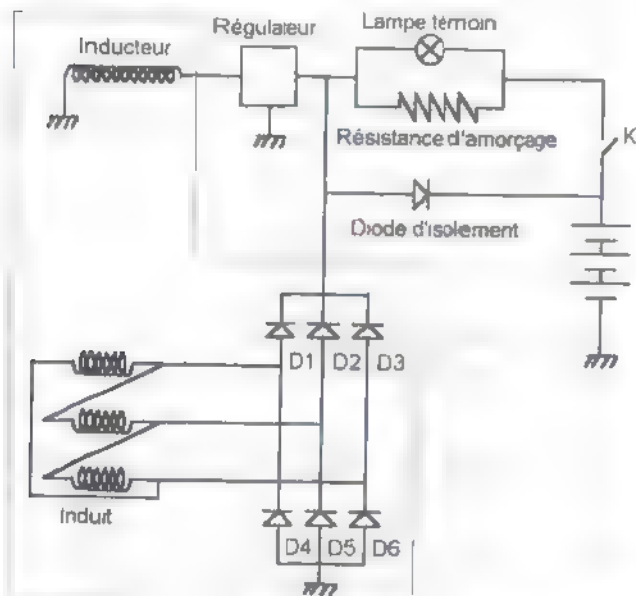 Régulateur
Lampe témoin
Inducteur
Résistance d'amorçage
K
Diode d'isolement
D1 D2 D3
Induit
D4 D5 D6